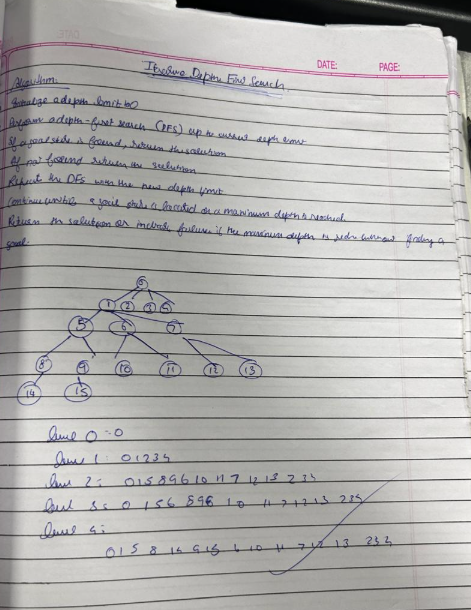 DATE
DATE: PAGE:
Iterative Depth First Search
Algorithm:
Initialize a depth limit to 0
Perform a depth-first search (DFS) up to current depth limit
If a goal state is found, return the solution
If not found return the solution
Repeat the DFS with the new depth limit
Continue until a goal state is located or a maximum depth is reached
Return the solution or indicate failure if the maximum depth is without finding a
goal.
0
1 2 3 4
5 6 7
8 9 10 11 12 13
14 15
level 0 : 0
level 1 : 0 1 2 3 4
level 2 : 0 1 5 8 9 6 10 11 7 12 13 2 3 4
level 3 : 0 1 5 6 8 9 6 10 11 7 12 13 2 3 4
level 4 :
0 1 5 8 14 9 15 6 10 11 7 12 13 2 3 4